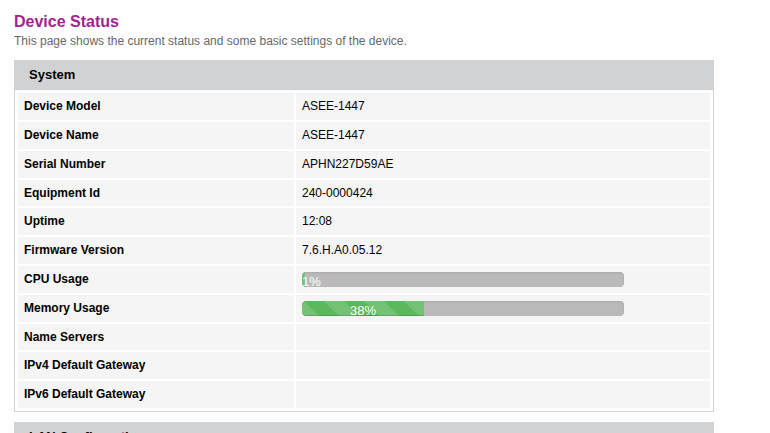 Device Status
This page shows the current status and some basic settings of the device.
System
Device Model ASEE-1447
Device Name ASEE-1447
Serial Number APHN227D59AE
Equipment Id 240-0000424
Uptime 12:08
Firmware Version 7.6.H.A0.05.12
CPU Usage 1%
Memory Usage 38%
Name Servers
IPv4 Default Gateway
IPv6 Default Gateway